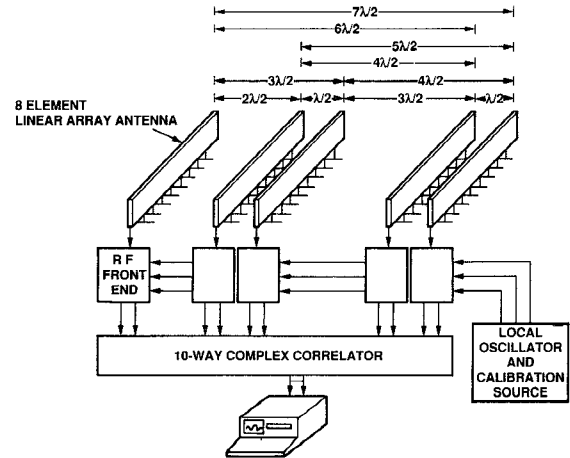 7λ/2
6λ/2
5λ/2
4λ/2
3λ/2 4λ/2
2λ/2 λ/2 3λ/2 λ/2
8 ELEMENT
LINEAR ARRAY ANTENNA
R F
FRONT
END
10-WAY COMPLEX CORRELATOR
LOCAL
OSCILLATOR
AND
CALIBRATION
SOURCE